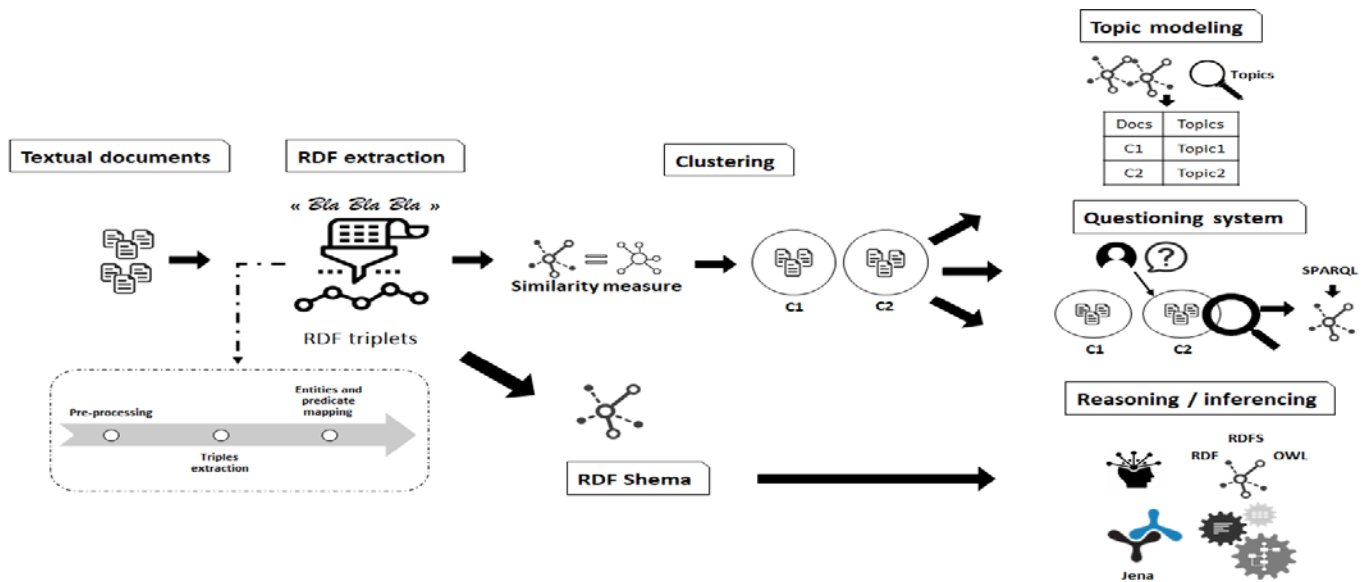 Textual documents
RDF extraction
« Bla Bla Bla »
RDF triplets
Pre-processing
Triples
extraction
Entities and
predicate
mapping
Similarity measure
Clustering
C1
C2
RDF Shema
Topic modeling
Topics
Docs Topics
C1 Topic1
C2 Topic2
Questioning system
?
SPARQL
C1
C2
Reasoning / inferencing
RDFS
RDF
OWL
Jena